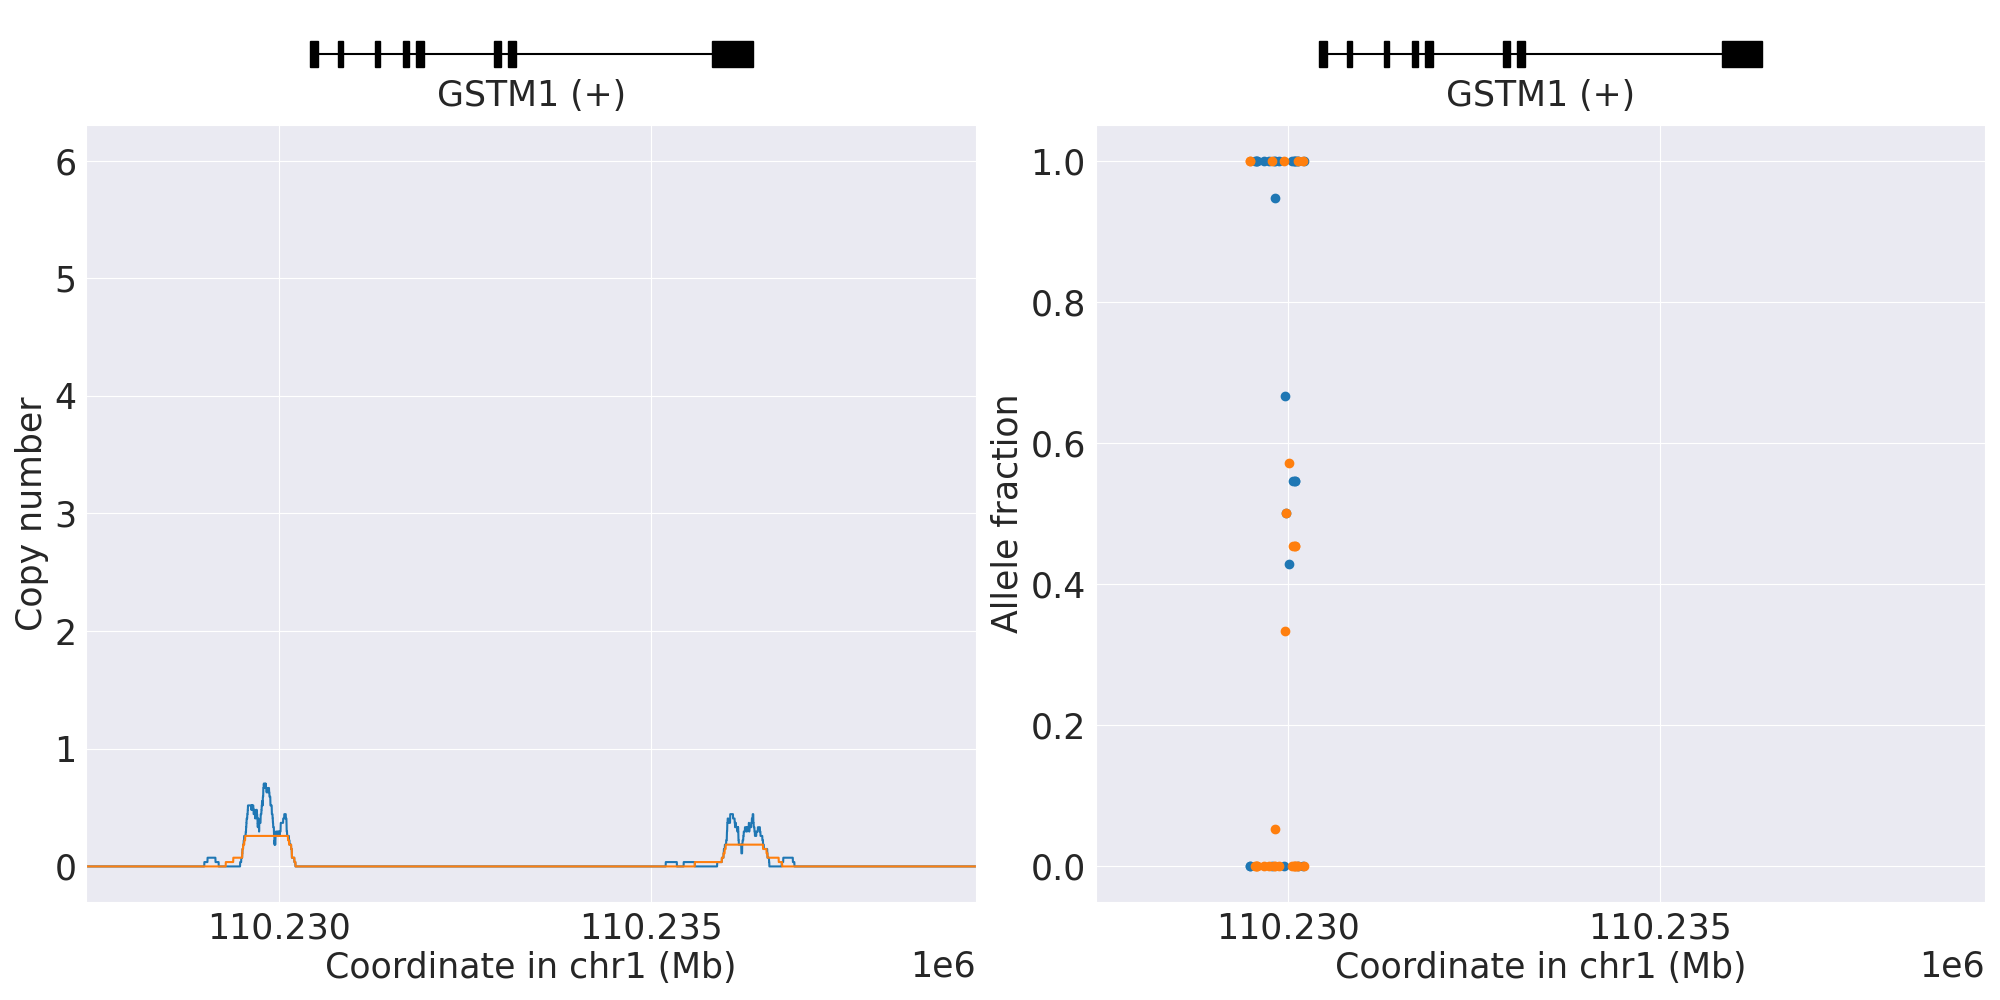 GSTM1 (+)
6
5
4
3
2
1
0
Copy number
110.230
110.235
Coordinate in chr1 (Mb)
1e6
GSTM1 (+)
1.0
0.8
0.6
0.4
0.2
0.0
Allele fraction
110.230
110.235
Coordinate in chr1 (Mb)
1e6